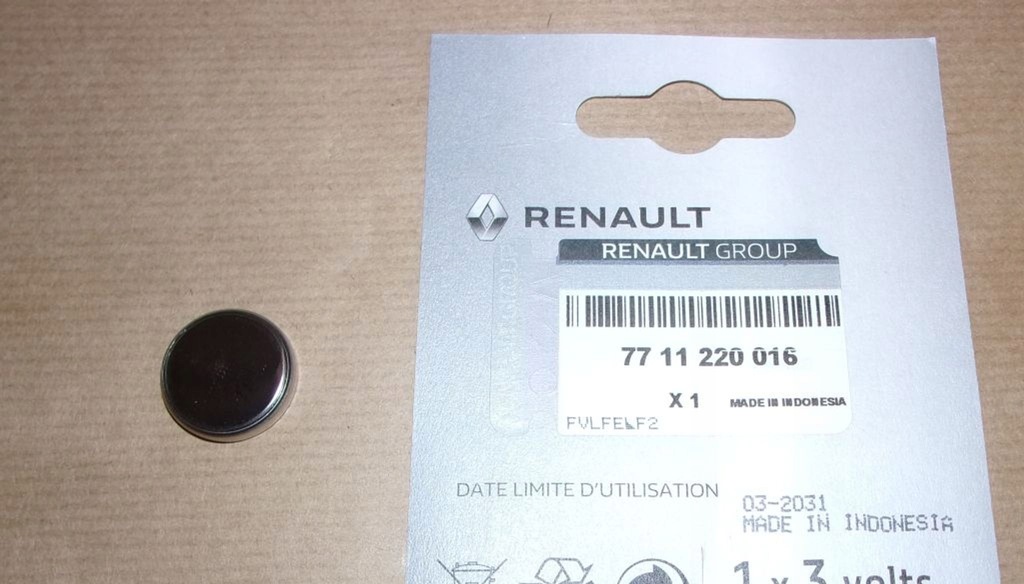 RENAULT
RENAULT GROUP
77 11 220 016
X 1 MADE IN INDONESIA
DATE LIMITE D'UTILISATION
03-2031
MADE IN INDONESIA
1 x 3 volts